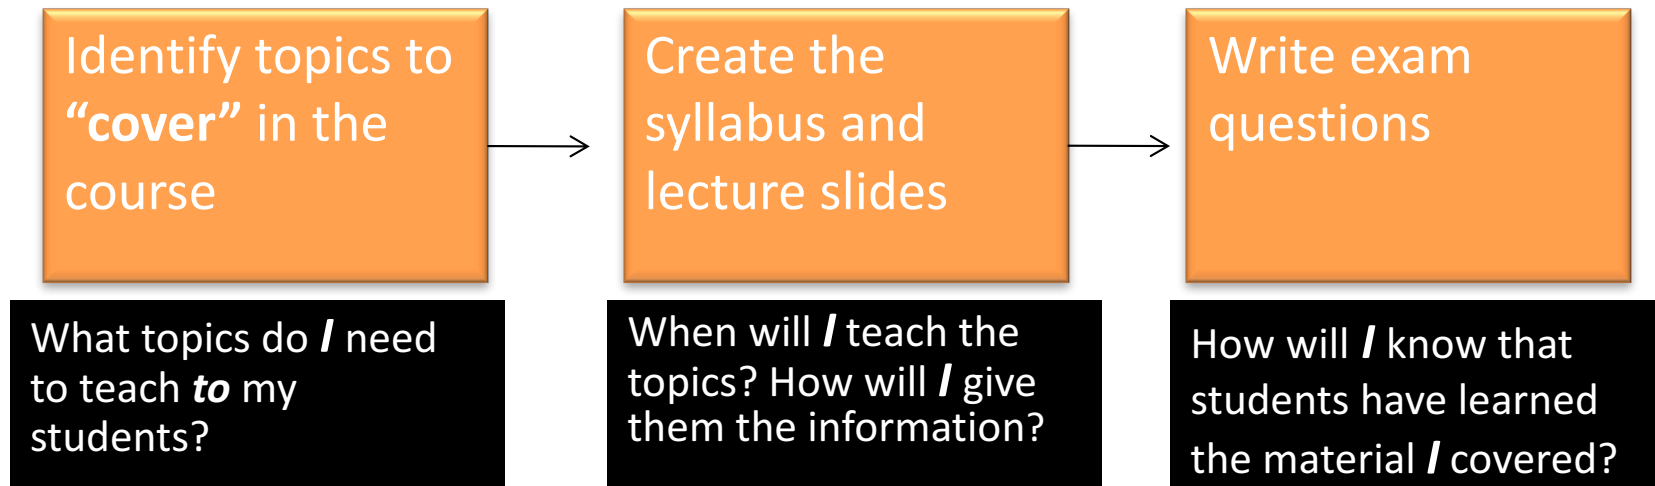 Identify topics to
“cover” in the
course
Create the
syllabus and
lecture slides
Write exam
questions
What topics do I need
to teach to my
students?
When will I teach the
topics? How will I give
them the information?
How will I know that
students have learned
the material I covered?